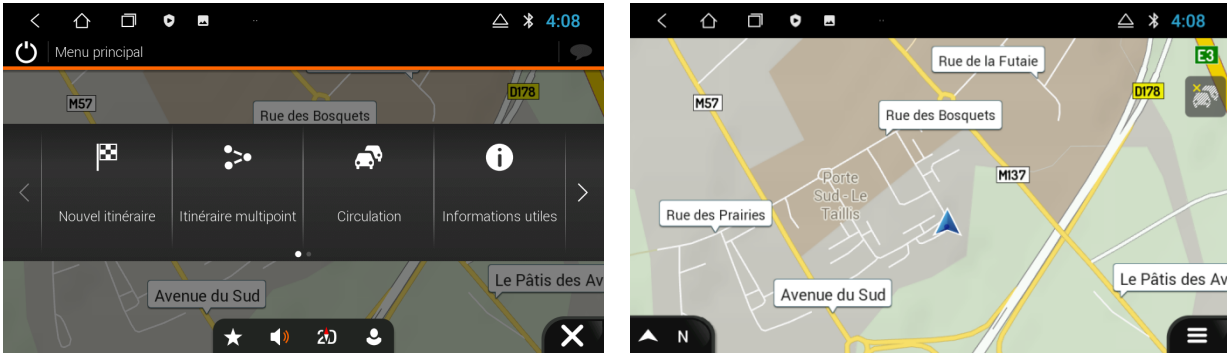 4:08
Menu principal
M57
D178
Rue des Bosquets
Nouvel itinéraire
Itinéraire multipoint
Circulation
Informations utiles
Le Pâtis des Av
Avenue du Sud
2D
4:08
Rue de la Futaie
E3
M57
D178
Rue des Bosquets
M137
Porte
Sud - Le
Taillis
Rue des Prairies
Le Pâtis des Av
Avenue du Sud
N